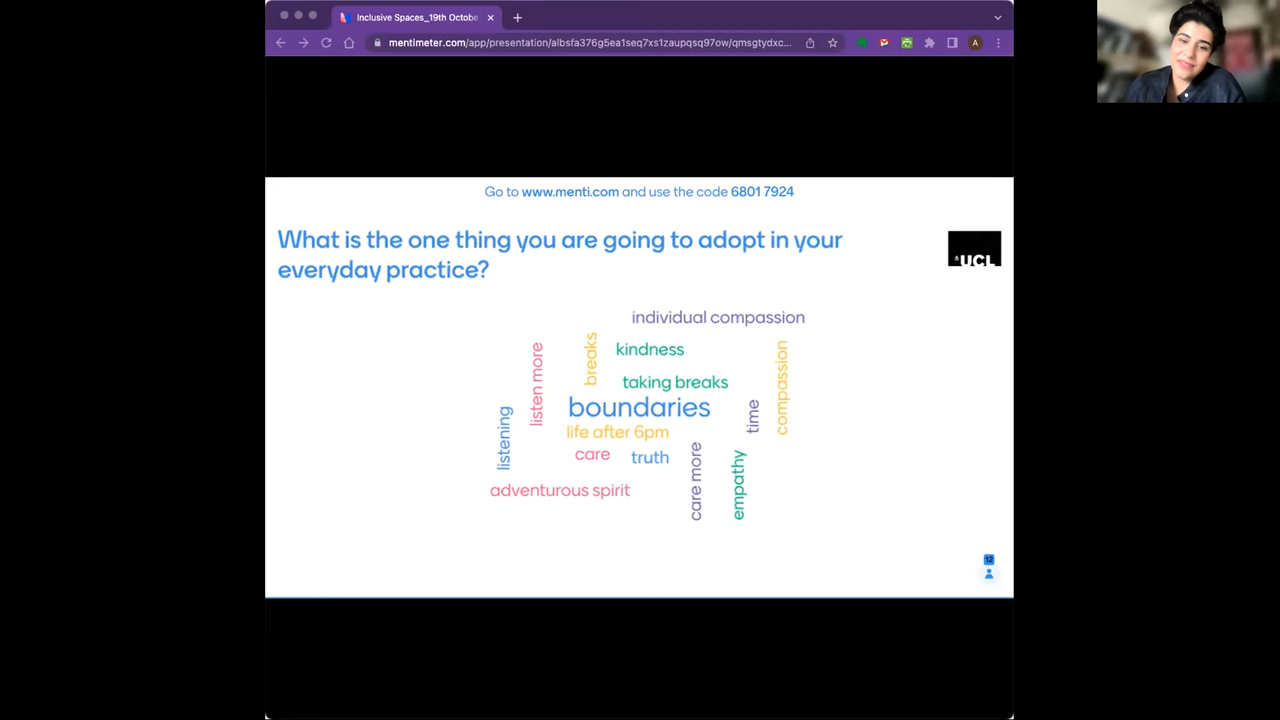 Inclusive Spaces_19th Octobe
mentimeter.com/app/presentation/albsfa376g5ea1seq7xs1zaupqsq97ow/qmsgtydxc...
A
Go to www.menti.com and use the code 6801 7924
What is the one thing you are going to adopt in your
everyday practice?
UCL
individual compassion
breaks
kindness
listen more
compassion
taking breaks
boundaries
time
listening
life after 6pm
care
truth
care more
empathy
adventurous spirit
12